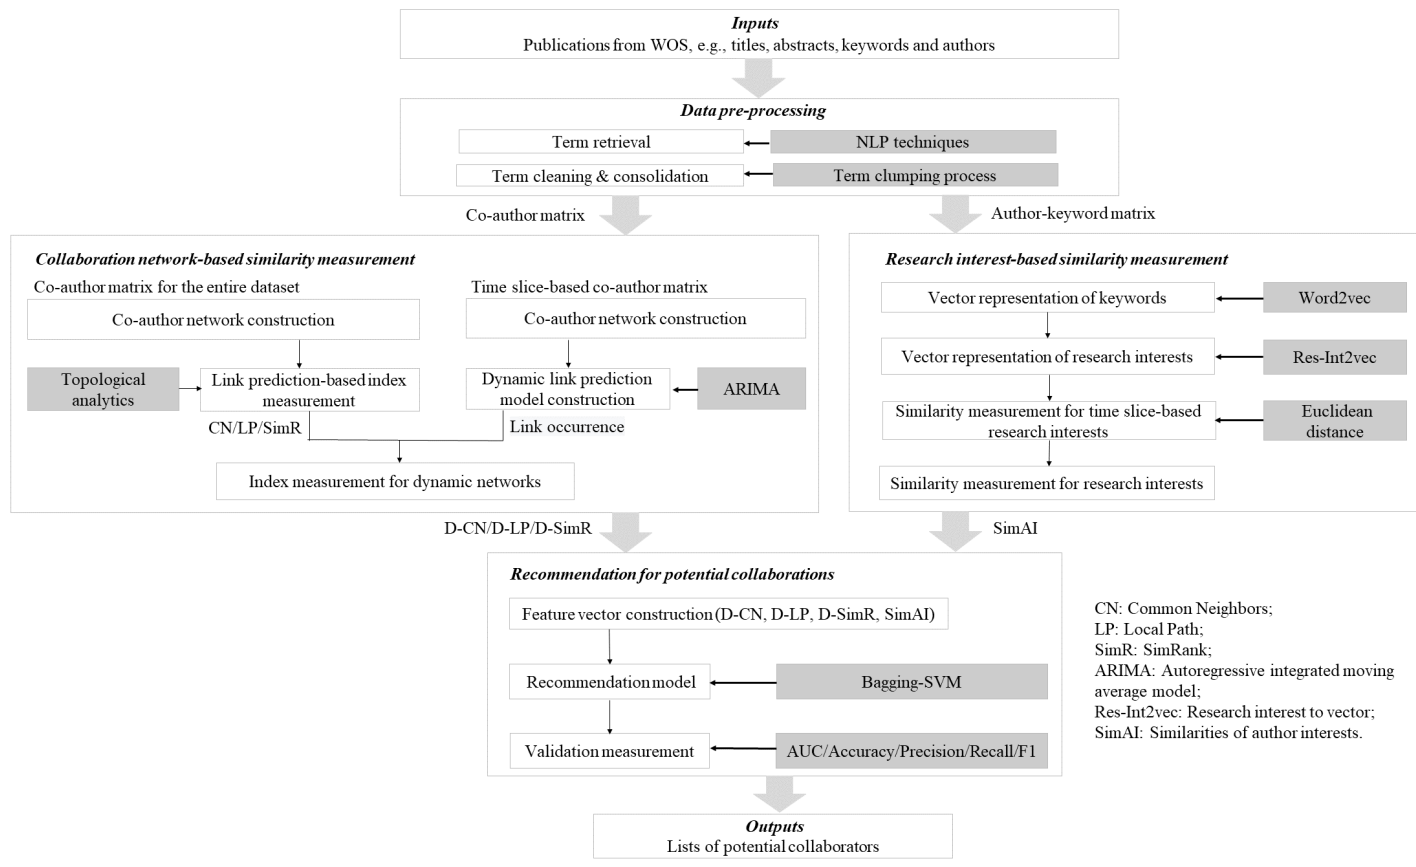 Inputs
Publications from WOS, e.g., titles, abstracts, keywords and authors
Data pre-processing
Term retrieval
NLP techniques
Term cleaning & consolidation
Term clumping process
Co-author matrix
Author-keyword matrix
Collaboration network-based similarity measurement
Co-author matrix for the entire dataset
Time slice-based co-author matrix
Co-author network construction
Co-author network construction
Topological
analytics
Link prediction-based index
measurement
Dynamic link prediction
model construction
ARIMA
CN/LP/SimR
Link occurrence
Index measurement for dynamic networks
Research interest-based similarity measurement
Vector representation of keywords
Word2vec
Vector representation of research interests
Res-Int2vec
Similarity measurement for time slice-based
research interests
Euclidean
distance
Similarity measurement for research interests
D-CN/D-LP/D-SimR
SimAI
Recommendation for potential collaborations
Feature vector construction (D-CN, D-LP, D-SimR, SimAI)
Recommendation model
Bagging-SVM
Validation measurement
AUC/Accuracy/Precision/Recall/F1
CN: Common Neighbors;
LP: Local Path;
SimR: SimRank;
ARIMA: Autoregressive integrated moving
average model;
Res-Int2vec: Research interest to vector;
SimAI: Similarities of author interests.
Outputs
Lists of potential collaborators